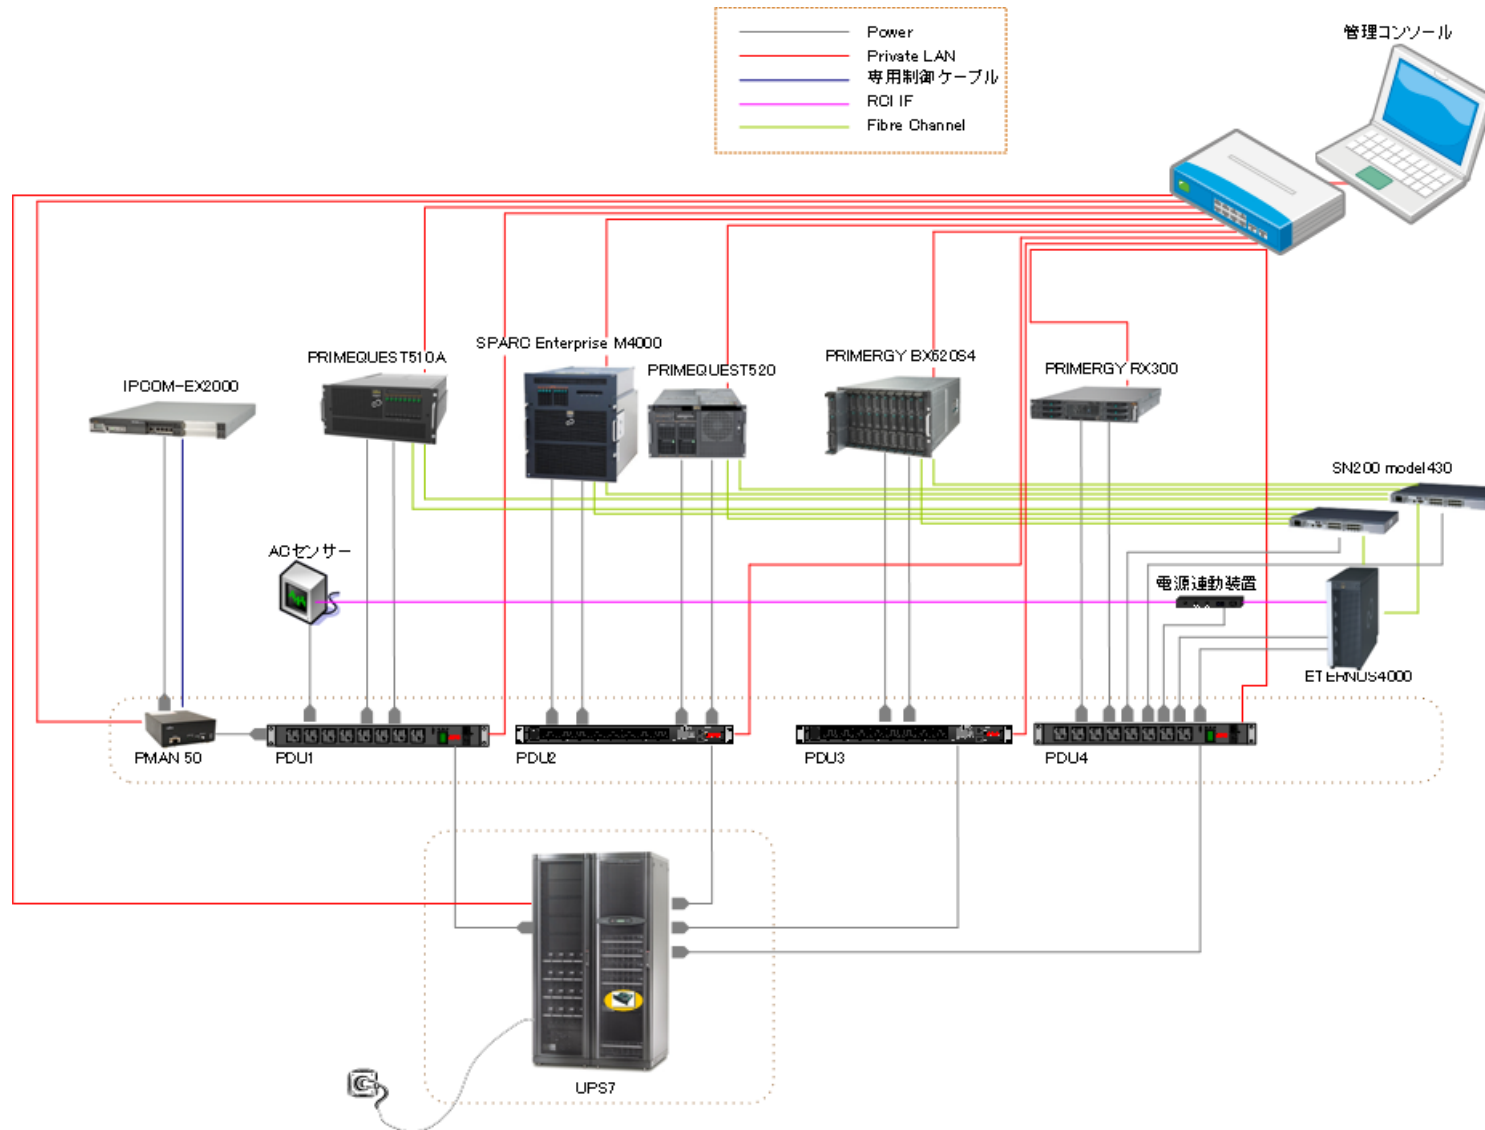 Power
Private LAN
専用制御ケーブル
RCI IF
Fibre Channel
管理コンソール
SPARC Enterprise M4000
PRIMEQUEST510A
PRIMEQUEST520
PRIMERGY BX620S4
PRIMERGY RX300
IPCOM-EX2000
SN200 model430
ACセンサー
電源連動装置
ETERNUS4000
PMAN 50
PDU1
PDU2
PDU3
PDU4
UPS7